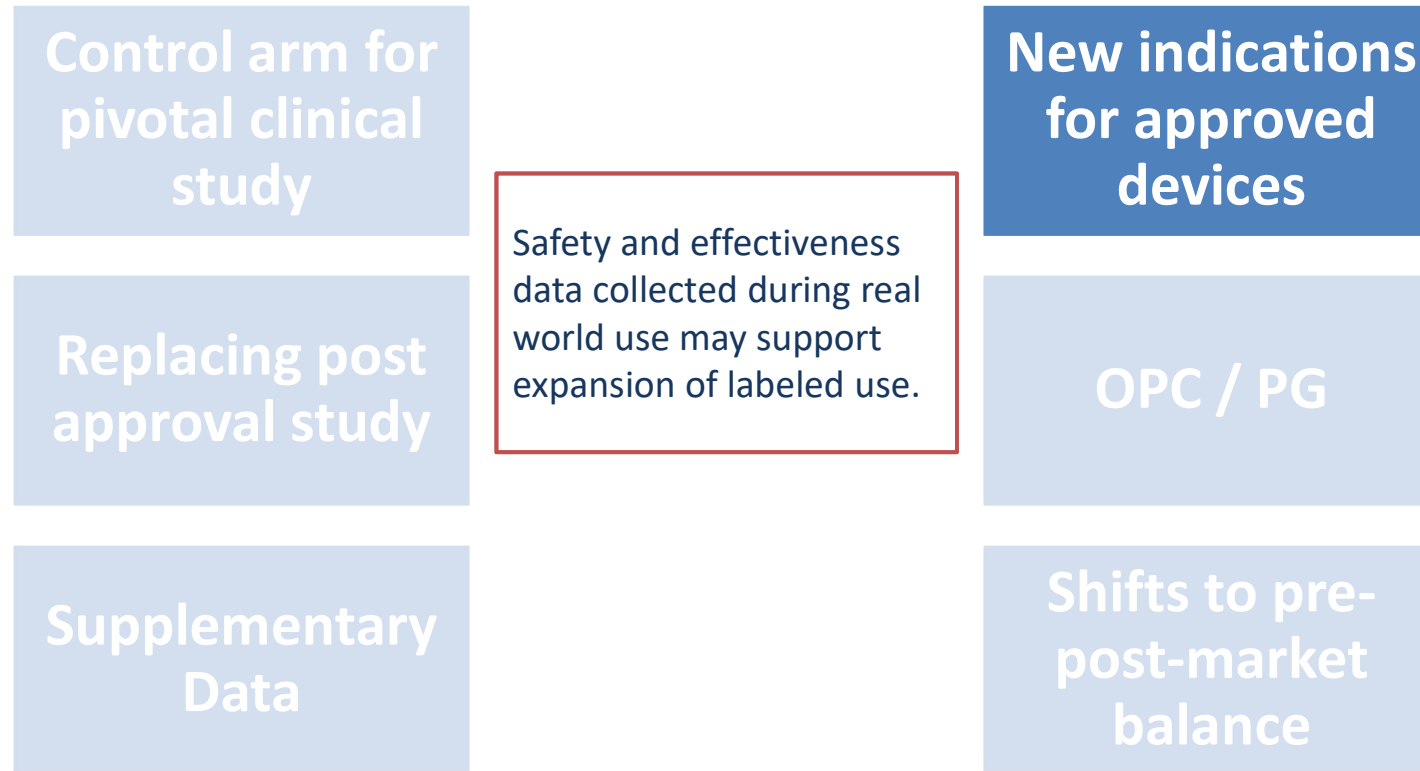 Control arm for
pivotal clinical
study
New indications
for approved
devices
Safety and effectiveness
data collected during real
world use may support
expansion of labeled use.
Replacing post
approval study
OPC / PG
Supplementary
Data
Shifts to pre-
post-market
balance